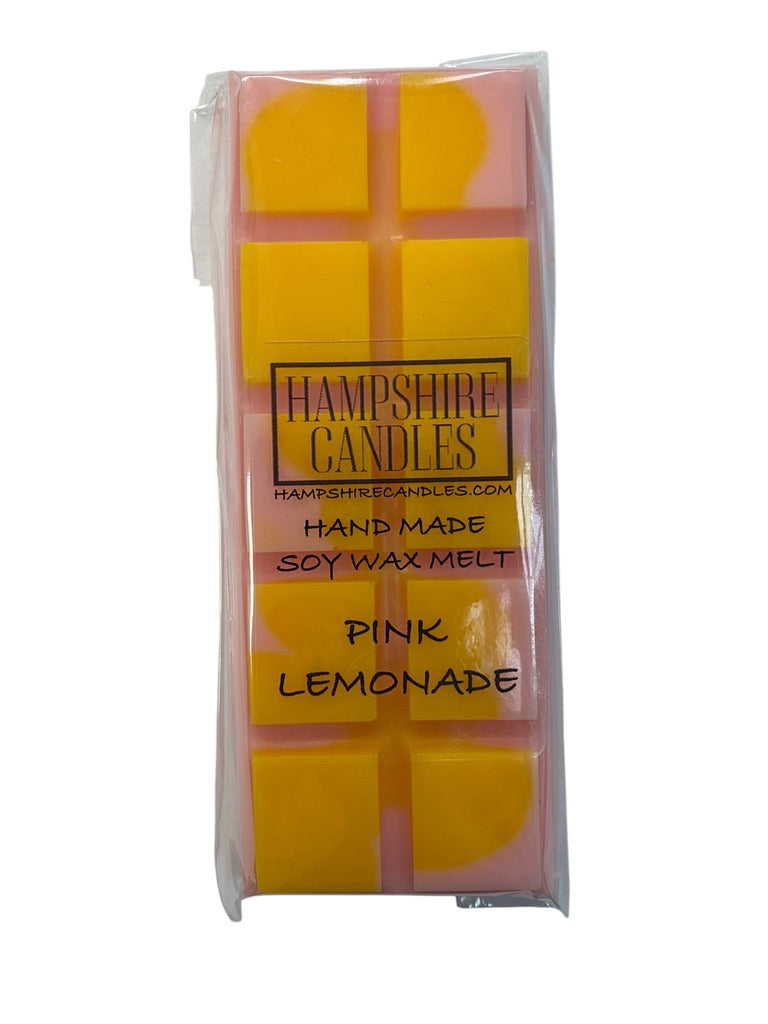 HAMPSHIRE
CANDLES
HAMPSHIRECANDLES.COM
HAND MADE
SOY WAX MELT
PINK
LEMONADE